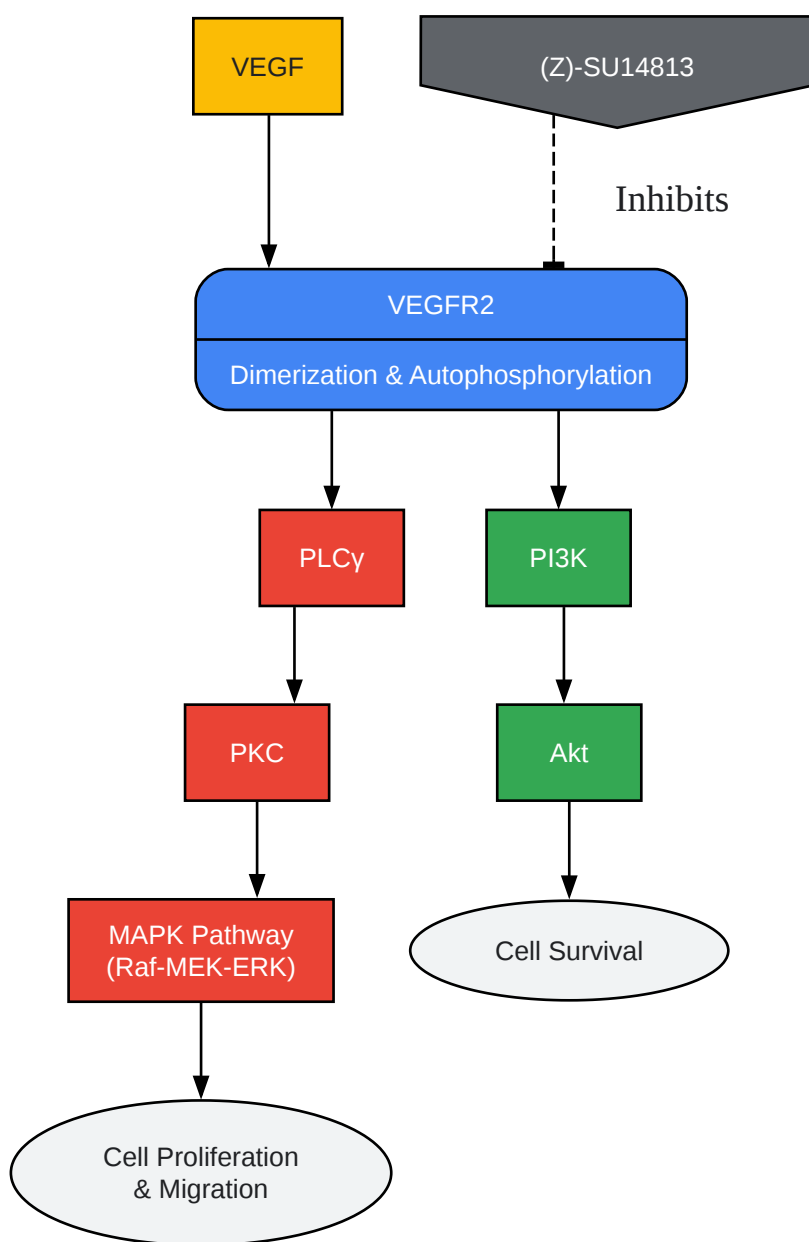 VEGF
(Z)-SU14813
Inhibits
VEGFR2
Dimerization & Autophosphorylation
PLCγ
PI3K
PKC
Akt
MAPK Pathway
(Raf-MEK-ERK)
Cell Survival
Cell Proliferation
& Migration